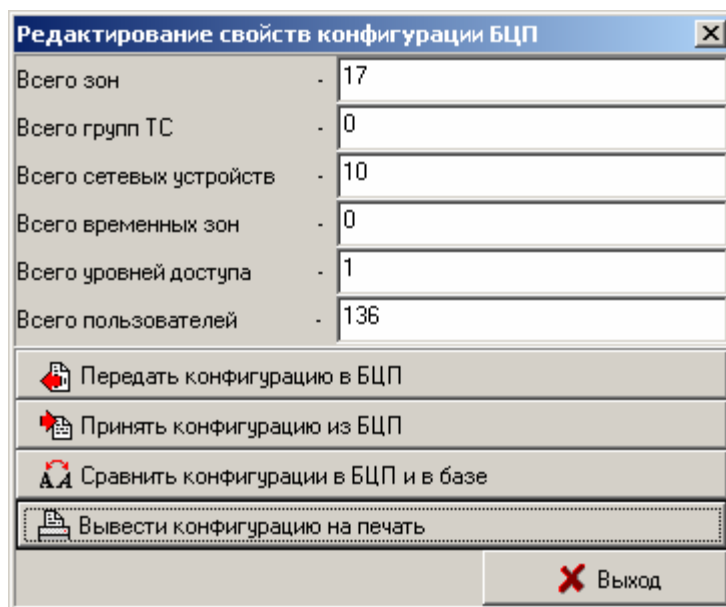 Редактирование свойств конфигурации БЦП
Всего зон - 17
Всего групп ТС - 0
Всего сетевых устройств - 10
Всего временных зон - 0
Всего уровней доступа - 1
Всего пользователей - 136
Передать конфигурацию в БЦП
Принять конфигурацию из БЦП
Сравнить конфигурации в БЦП и в базе
Вывести конфигурацию на печать
Выход